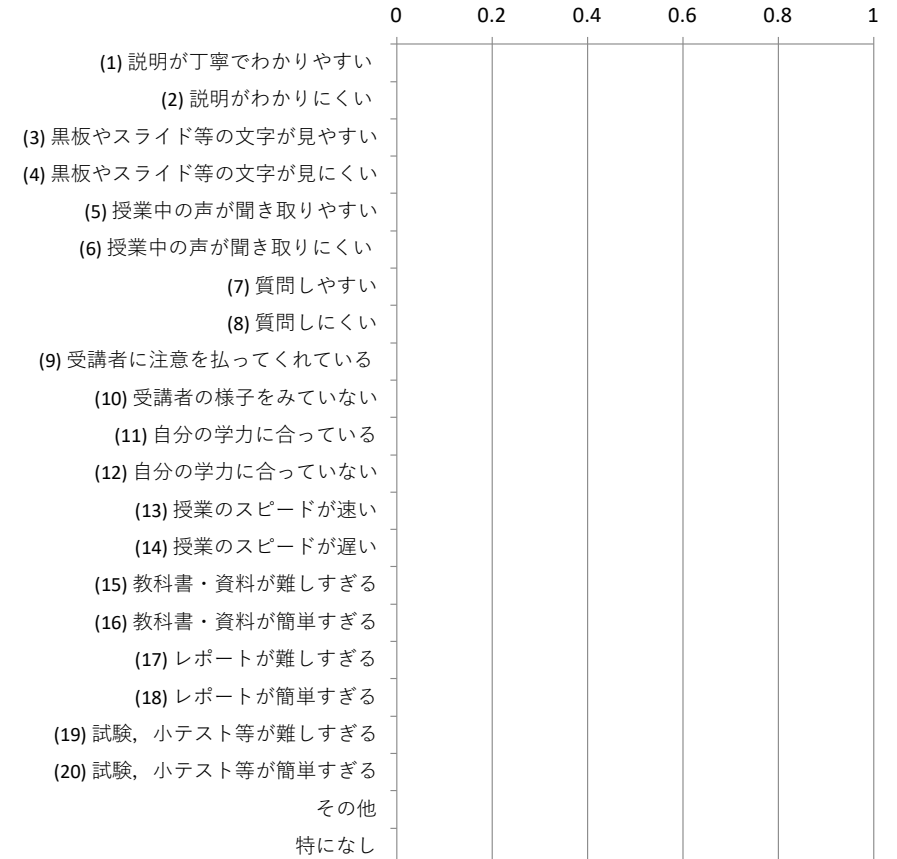 0 0.2 0.4 0.6 0.8 1
(1) 説明が丁寧でわかりやすい
(2) 説明がわかりにくい
(3) 黒板やスライド等の文字が見やすい
(4) 黒板やスライド等の文字が見にくい
(5) 授業中の声が聞き取りやすい
(6) 授業中の声が聞き取りにくい
(7) 質問しやすい
(8) 質問しにくい
(9) 受講者に注意を払ってくれている
(10) 受講者の様子をみていない
(11) 自分の学力に合っている
(12) 自分の学力に合っていない
(13) 授業のスピードが速い
(14) 授業のスピードが遅い
(15) 教科書・資料が難しすぎる
(16) 教科書・資料が簡単すぎる
(17) レポートが難しすぎる
(18) レポートが簡単すぎる
(19) 試験，小テスト等が難しすぎる
(20) 試験，小テスト等が簡単すぎる
その他
特になし